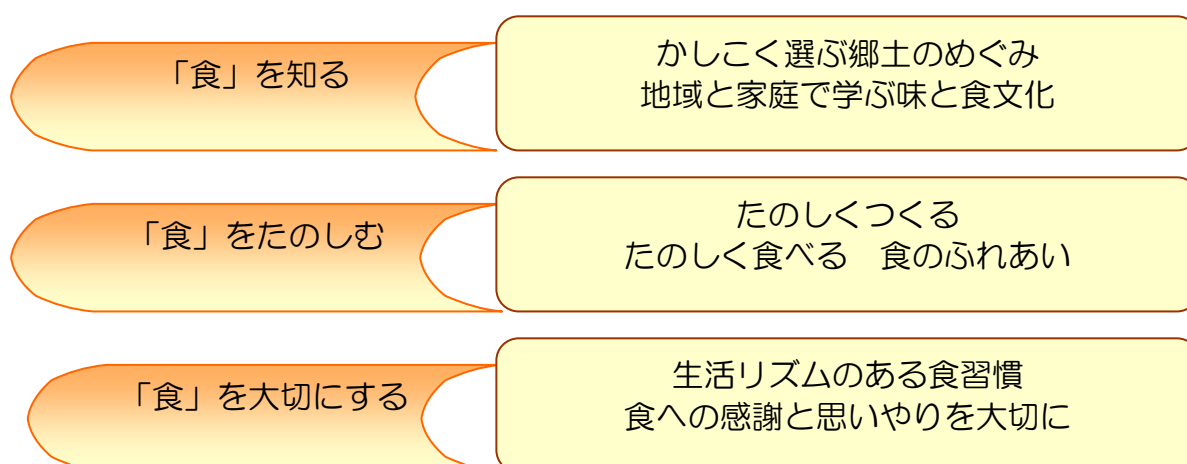 「食」を知る
かしこく選ぶ郷土のめぐみ
地域と家庭で学ぶ味と食文化
「食」をたのしむ
たのしくつくる
たのしく食べる　食のふれあい
「食」を大切にする
生活リズムのある食習慣
食への感謝と思いやりを大切に